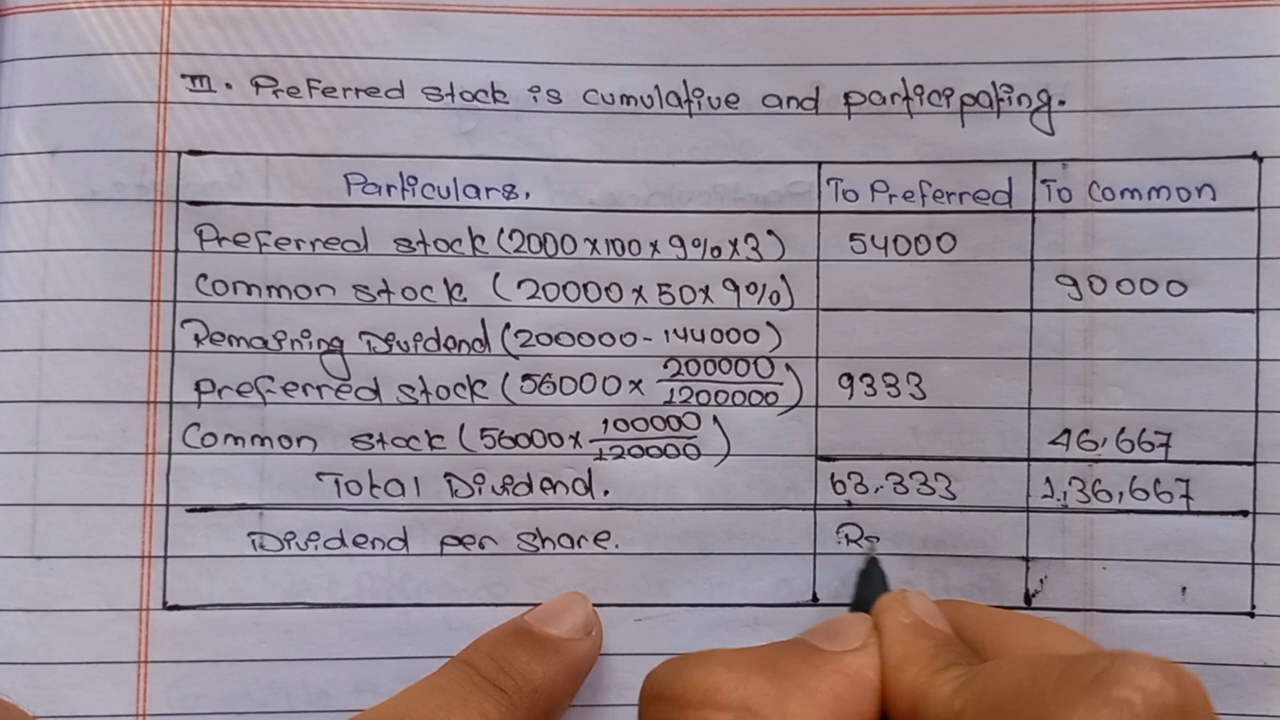 III. Preferred stock is cumulative and participating.
Particulars. To Preferred To Common
Preferred stock (2000×100×9%×3) 54000
Common stock (20000×50×9%) 90000
Remaining Dividend (200000-144000)
Preferred stock (56000× 200000/1200000) 9333
Common stock (56000× 100000/120000) 46,667
Total Dividend. 63,333 1,36,667
Dividend per share. Rs